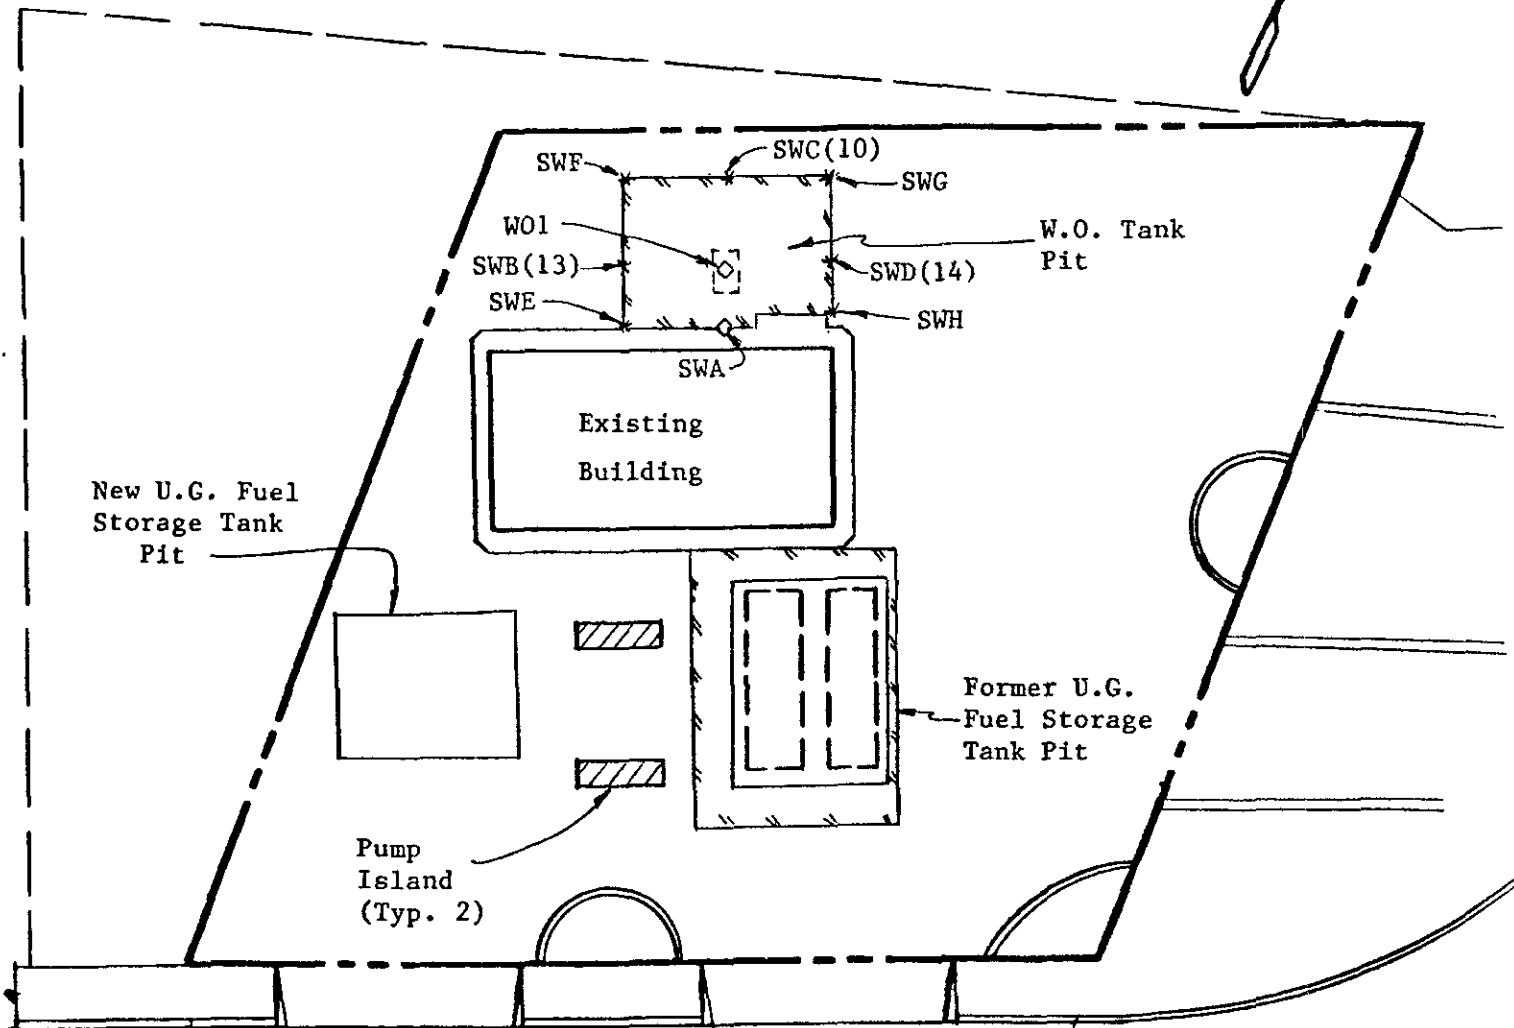 SWC(10)
SWF
SWG
WO1
W.O. Tank
Pit
SWB(13)
SWD(14)
SWE
SWH
SWA
Existing
Building
New U.G. Fuel
Storage Tank
Pit
Former U.G.
Fuel Storage
Tank Pit
Pump
Island
(Typ. 2)